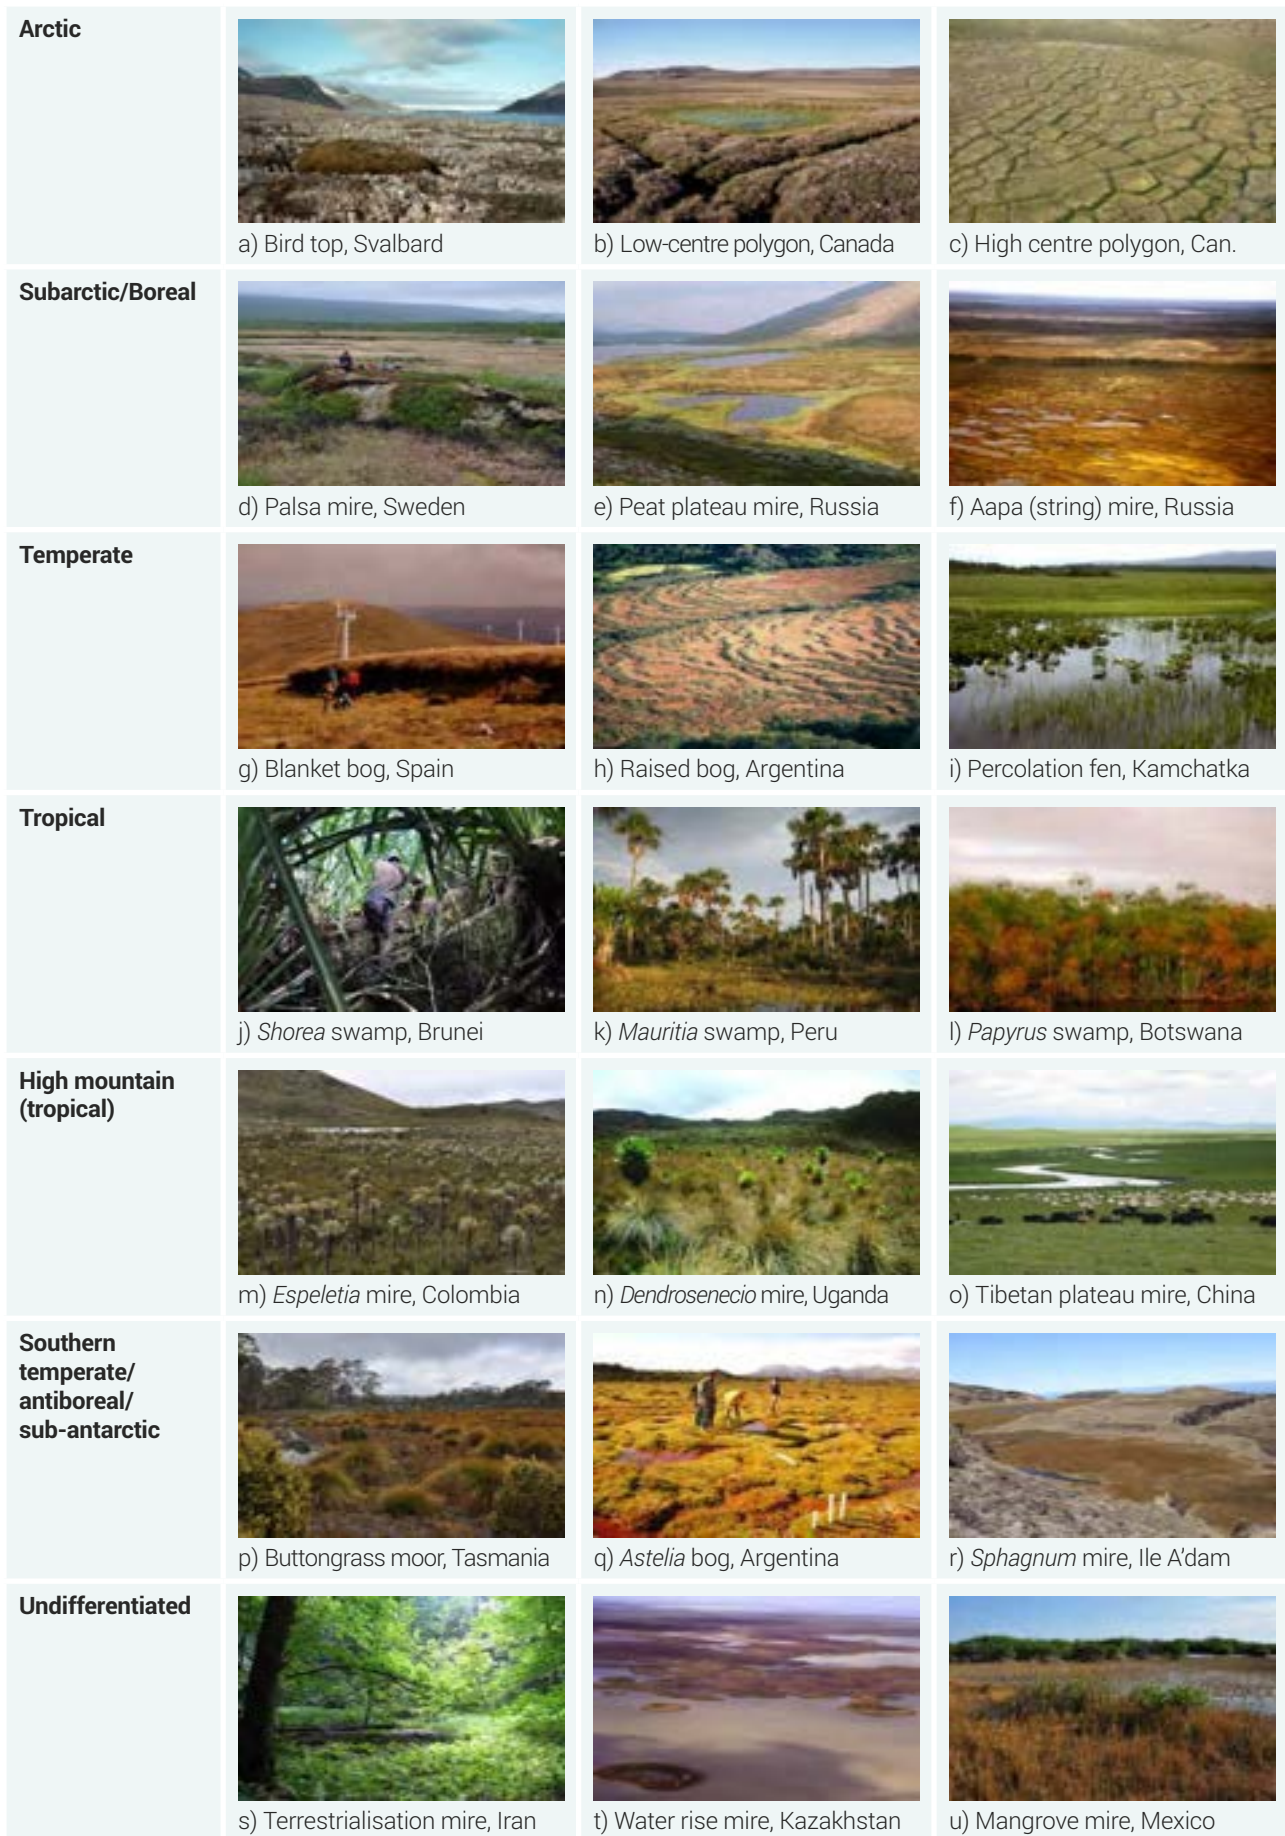 Arctic
a) Bird top, Svalbard
b) Low-centre polygon, Canada
c) High centre polygon, Can.
Subarctic/Boreal
d) Palsa mire, Sweden
e) Peat plateau mire, Russia
f) Aapa (string) mire, Russia
Temperate
g) Blanket bog, Spain
h) Raised bog, Argentina
i) Percolation fen, Kamchatka
Tropical
j) Shorea swamp, Brunei
k) Mauritia swamp, Peru
l) Papyrus swamp, Botswana
High mountain
(tropical)
m) Espeletia mire, Colombia
n) Dendrosenecio mire, Uganda
o) Tibetan plateau mire, China
Southern
temperate/
antiboreal/
sub-antarctic
p) Buttongrass moor, Tasmania
q) Astelia bog, Argentina
r) Sphagnum mire, Ile A'dam
Undifferentiated
s) Terrestrialisation mire, Iran
t) Water rise mire, Kazakhstan
u) Mangrove mire, Mexico